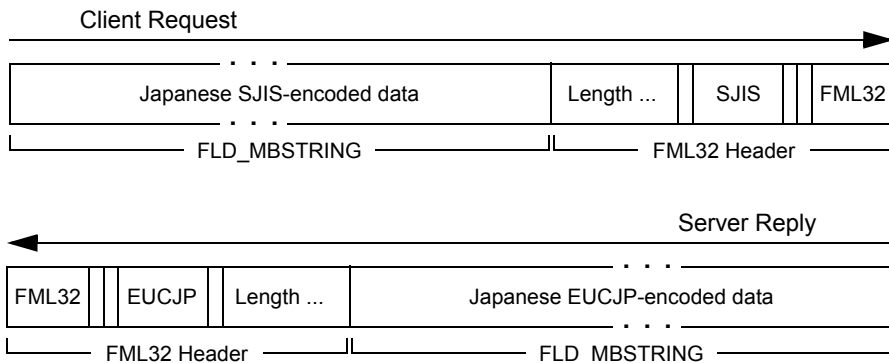 Client Request
. . .
Japanese SJIS-encoded data Length ... SJIS FML32
. . .
FLD_MBSTRING FML32 Header
Server Reply
. . .
FML32 EUCJP Length ... Japanese EUCJP-encoded data
. . .
FML32 Header FLD_MBSTRING